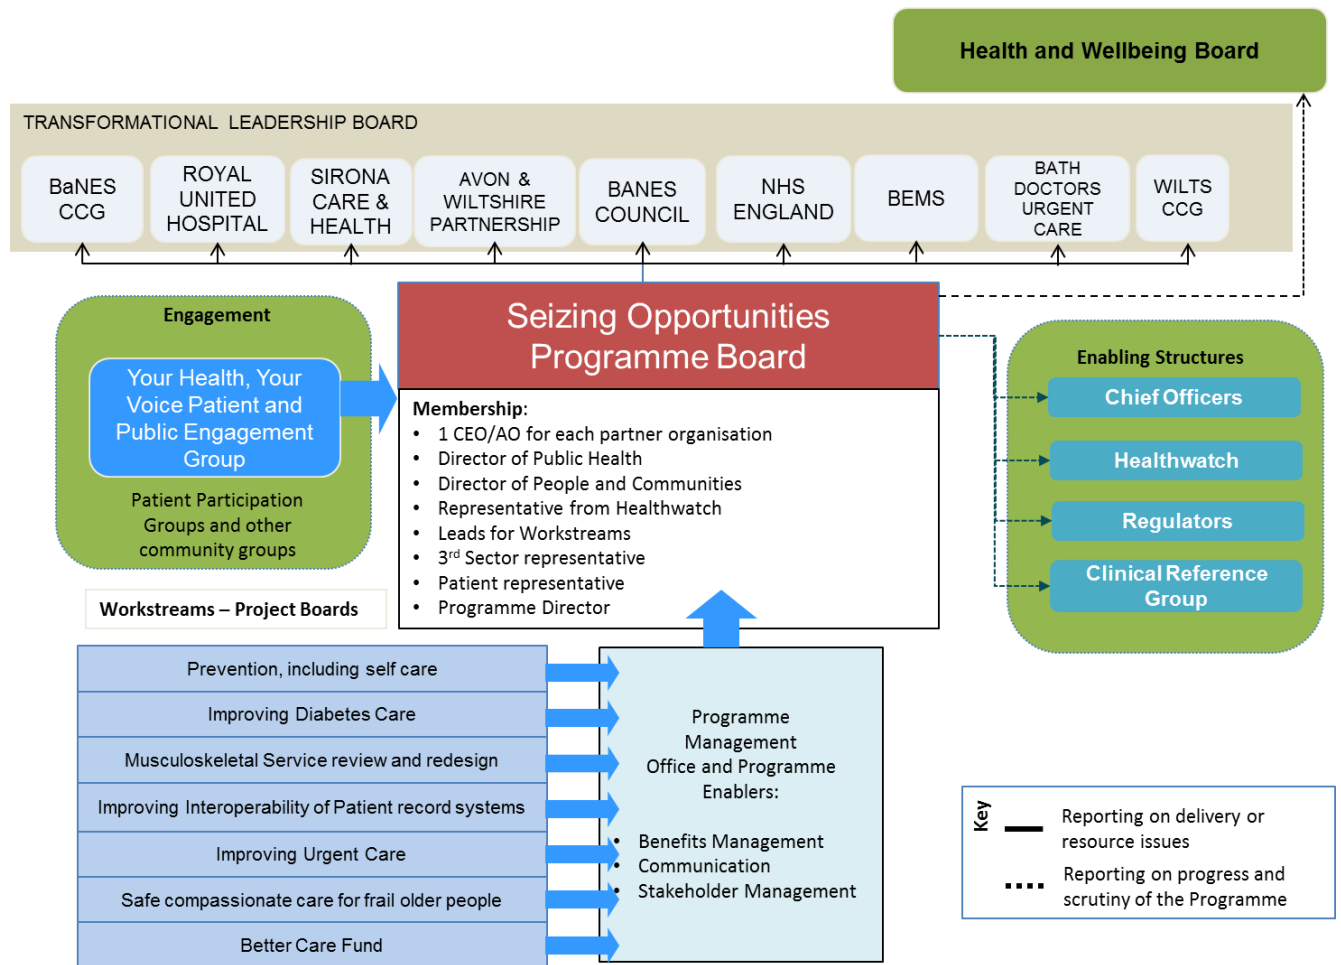 Health and Wellbeing Board
TRANSFORMATIONAL LEADERSHIP BOARD
BaNES
CCG
ROYAL
UNITED
HOSPITAL
SIRONA
CARE &
HEALTH
AVON &
WILTSHIRE
PARTNERSHIP
BANES
COUNCIL
NHS
ENGLAND
BEMS
BATH
DOCTORS
URGENT
CARE
WILTS
CCG
Engagement
Your Health, Your
Voice Patient and
Public Engagement
Group
Patient Participation
Groups and other
community groups
Seizing Opportunities
Programme Board
Membership:
• 1 CEO/AO for each partner organisation
• Director of Public Health
• Director of People and Communities
• Representative from Healthwatch
• Leads for Workstreams
• 3rd Sector representative
• Patient representative
• Programme Director
Enabling Structures
Chief Officers
Healthwatch
Regulators
Clinical Reference
Group
Workstreams – Project Boards
Prevention, including self care
Improving Diabetes Care
Musculoskeletal Service review and redesign
Improving Interoperability of Patient record systems
Improving Urgent Care
Safe compassionate care for frail older people
Better Care Fund
Programme
Management
Office and Programme
Enablers:
• Benefits Management
• Communication
• Stakeholder Management
Key
Reporting on delivery or
resource issues
Reporting on progress and
scrutiny of the Programme